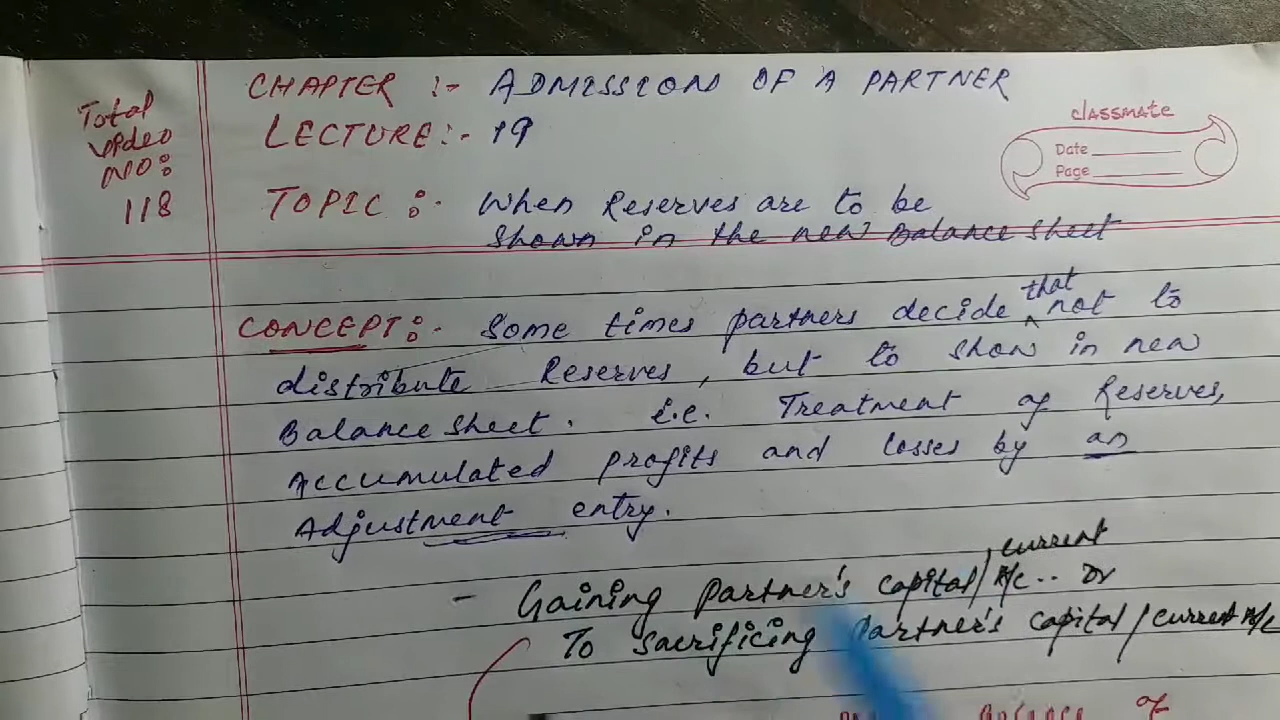 Total
video
NO:
118
CHAPTER :- ADMISSION OF A PARTNER
LECTURE:- 19
TOPIC :- When Reserves are to be
shown in the new Balance Sheet
classmate
Date
Page
CONCEPT:- Some times partners decide that not to
distribute Reserves, but to show in new
Balance sheet. i.e. Treatment of Reserves,
Accumulated profits and losses by an
Adjustment entry.
- Gaining Partner's capital/current A/c .. Dr
To Sacrificing Partner's capital/current A/c
Balance of